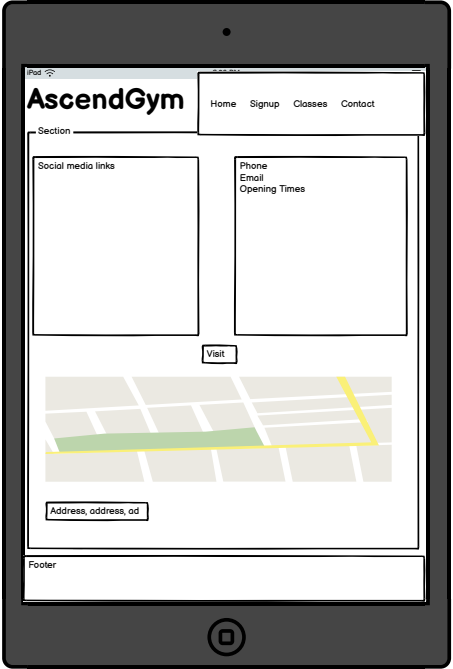 iPad
AscendGym
Home Signup Classes Contact
Section
Social media links
Phone
Email
Opening Times
Visit
Address, address, ad
Footer